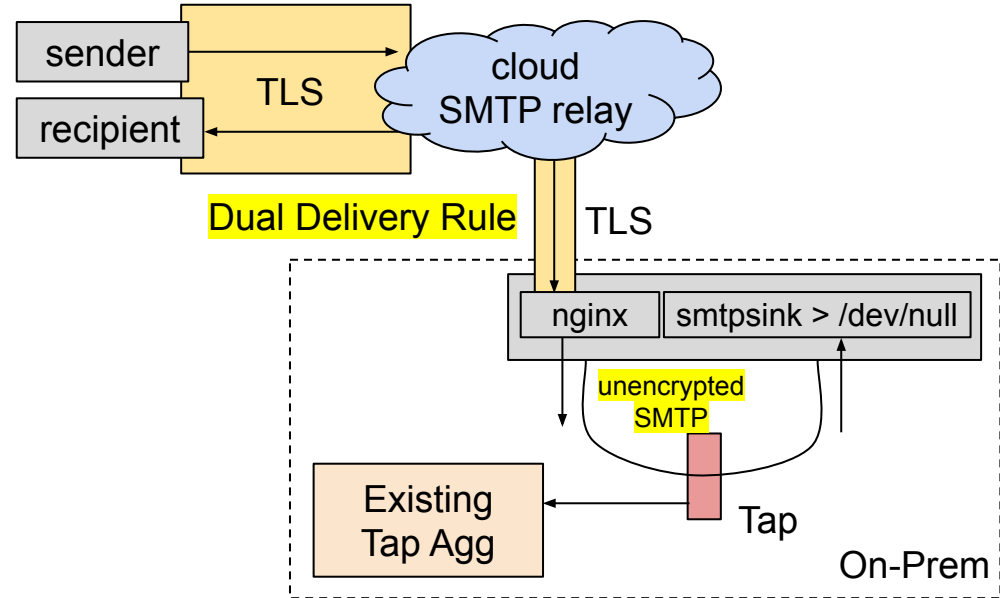 sender
TLS
cloud
SMTP relay
recipient
Dual Delivery Rule
TLS
nginx
smtpsink > /dev/null
unencrypted
SMTP
Existing
Tap Agg
Tap
On-Prem